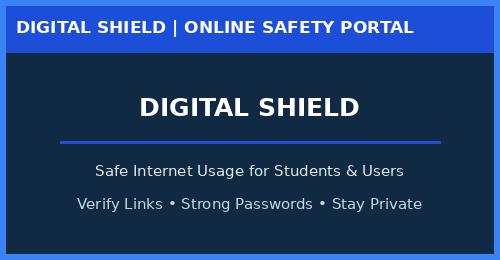 DIGITAL SHIELD | ONLINE SAFETY PORTAL
DIGITAL SHIELD
Safe Internet Usage for Students & Users
Verify Links • Strong Passwords • Stay Private